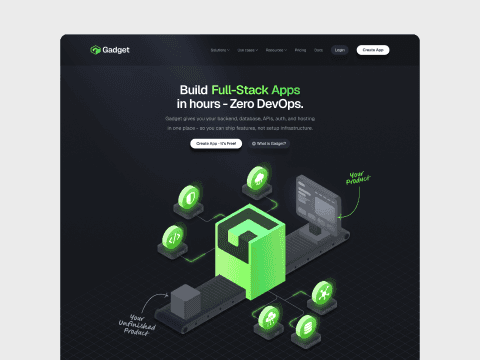 Gadget
Solutions
Use cases
Resources
Pricing
Docs
Login
Create App
Build Full-Stack Apps
in hours - Zero DevOps.
Gadget gives you your backend, database, APIs, auth, and hosting
in one place - so you can ship features, not setup infrastructure.
Create App - It's Free!
What is Gadget?
Your
Product
Your
Unfinished
Product